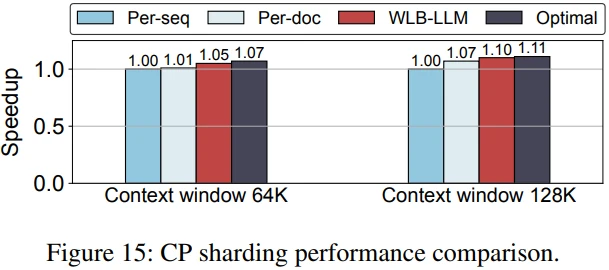 Per-seq Per-doc WLB-LLM Optimal
1.00 1.01 1.05 1.07 1.00 1.07 1.10 1.11
1.0
0.5
0.0
Speedup
Context window 64K Context window 128K
Figure 15: CP sharding performance comparison.